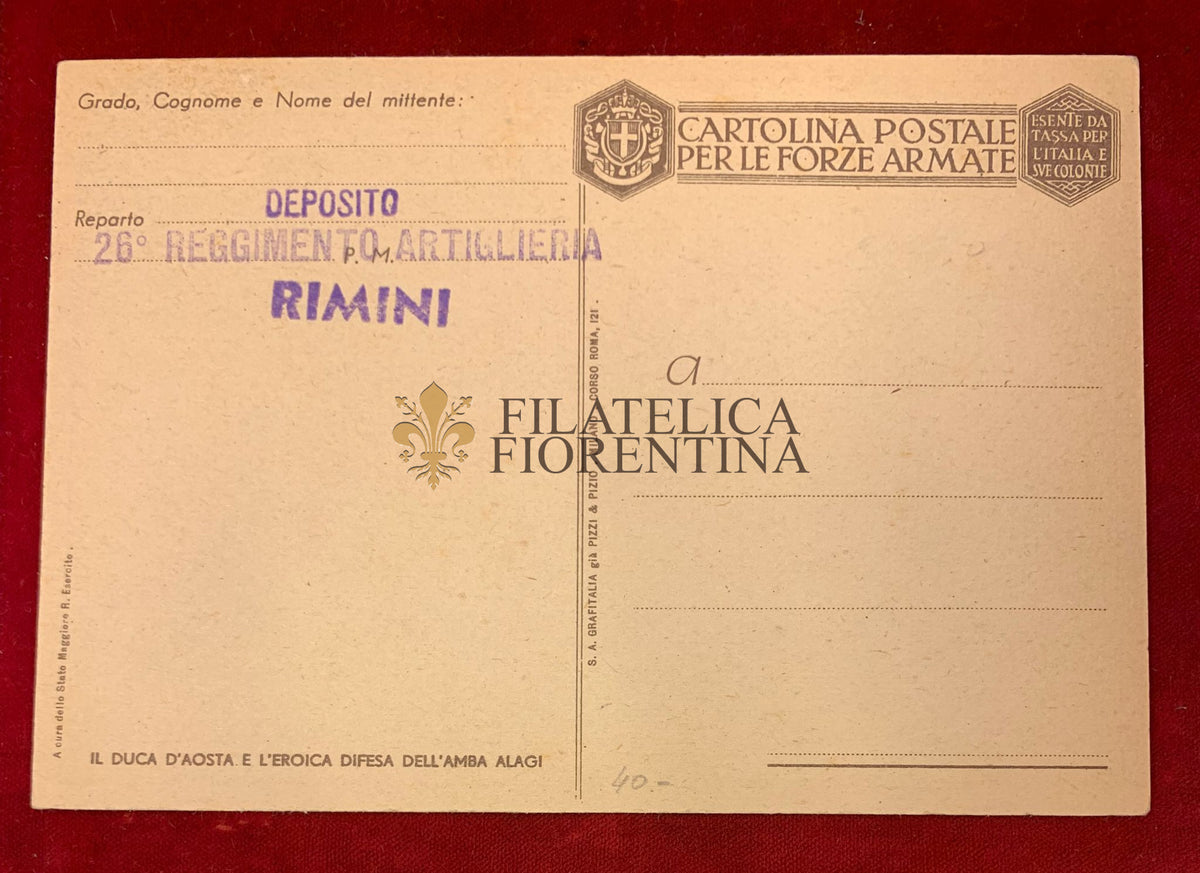 Grado, Cognome e Nome del mittente:
Reparto
DEPOSITO
26° REGGIMENTO ARTIGLIERIA
P. M.
RIMINI
CARTOLINA POSTALE
PER LE FORZE ARMATE
ESENTE DA
TASSA PER
L'ITALIA E
SVE COLONIE
a
FILATELICA
FIORENTINA
S. A. GRAFITALIA già PIZZI & PIZIO MILANO CORSO ROMA, 121.
A cura dello Stato Maggiore R. Esercito.
IL DUCA D'AOSTA E L'EROICA DIFESA DELL'AMBA ALAGI
40.-